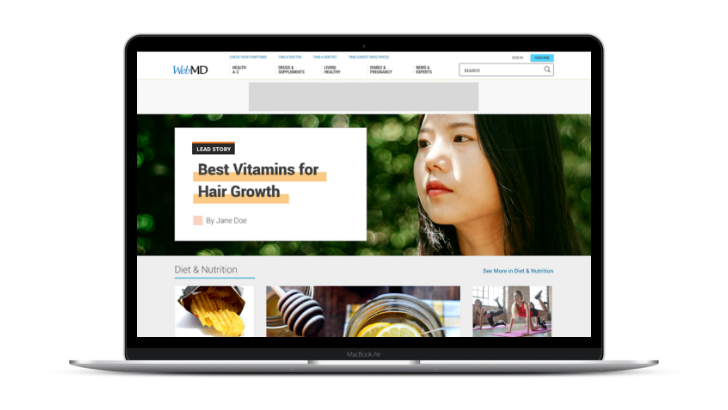 CHECK YOUR SYMPTOMS FIND A DOCTOR FIND A DENTIST FIND LOWEST DRUG PRICES
SIGN IN SUBSCRIBE
WebMD
HEALTH
A-Z
DRUGS &
SUPPLEMENTS
LIVING
HEALTHY
FAMILY &
PREGNANCY
NEWS &
EXPERTS
SEARCH
LEAD STORY
Best Vitamins for
Hair Growth
By Jane Doe
Diet & Nutrition
See More in Diet & Nutrition
MacBook Air